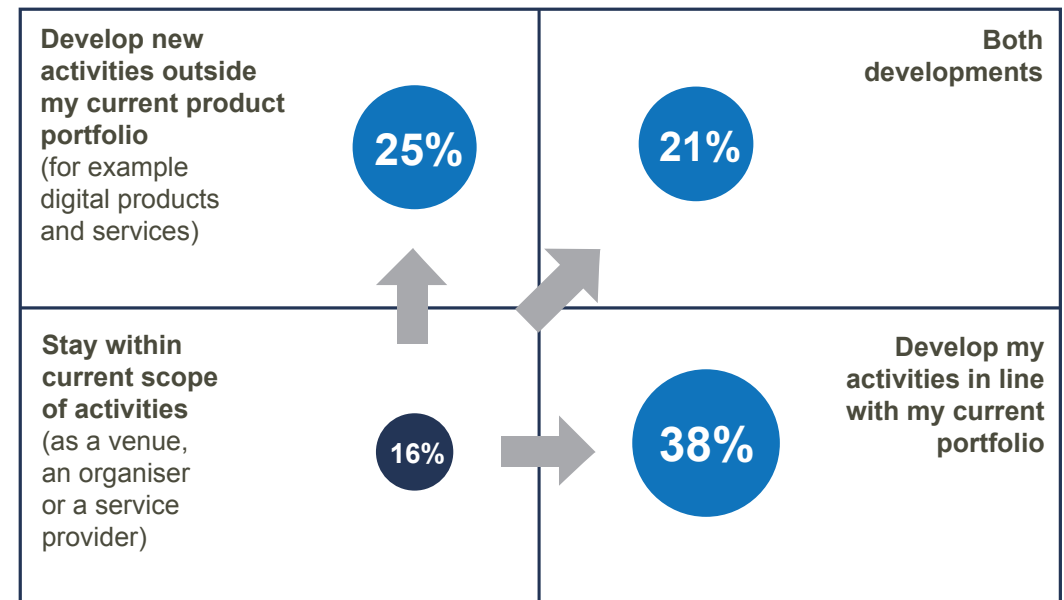 Develop new
activities outside
my current product
portfolio
(for example
digital products
and services)
25%
Both
developments
21%
Stay within
current scope
of activities
(as a venue,
an organiser
or a service
provider)
16%
Develop my
activities in line
with my current
portfolio
38%